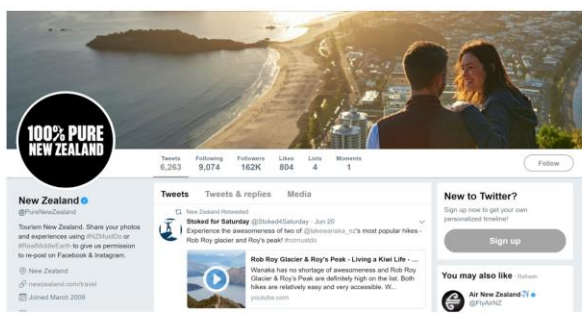 100% PURE
NEW ZEALAND
Tweets Following Followers Likes Lists Moments
6,263 9,074 162K 804 4 1
Follow
New Zealand
@PureNewZealand
Tourism New Zealand. Share your photos
and experiences using #NZMustDo or
#RealMiddleEarth to give us permission
to re-post on Facebook & Instagram.
New Zealand
newzealand.com/travel
Joined March 2009
Tweets Tweets & replies Media
New Zealand Retweeted
Stoked for Saturday @Stoked4Saturday · Jun 20
Experience the awesomeness of two of @lakewanaka_nz's most popular hikes -
Rob Roy glacier and Roy's peak! #nzmustdo
Rob Roy Glacier & Roy's Peak - Living a Kiwi Life - ...
Wanaka has no shortage of awesomeness and Rob Roy
Glacier & Roy's Peak are definitely high on the list. Both
hikes are relatively easy and very accessible. W...
youtube.com
New to Twitter?
Sign up now to get your own
personalized timeline!
Sign up
You may also like · Refresh
Air New Zealand
@FlyAirNZ